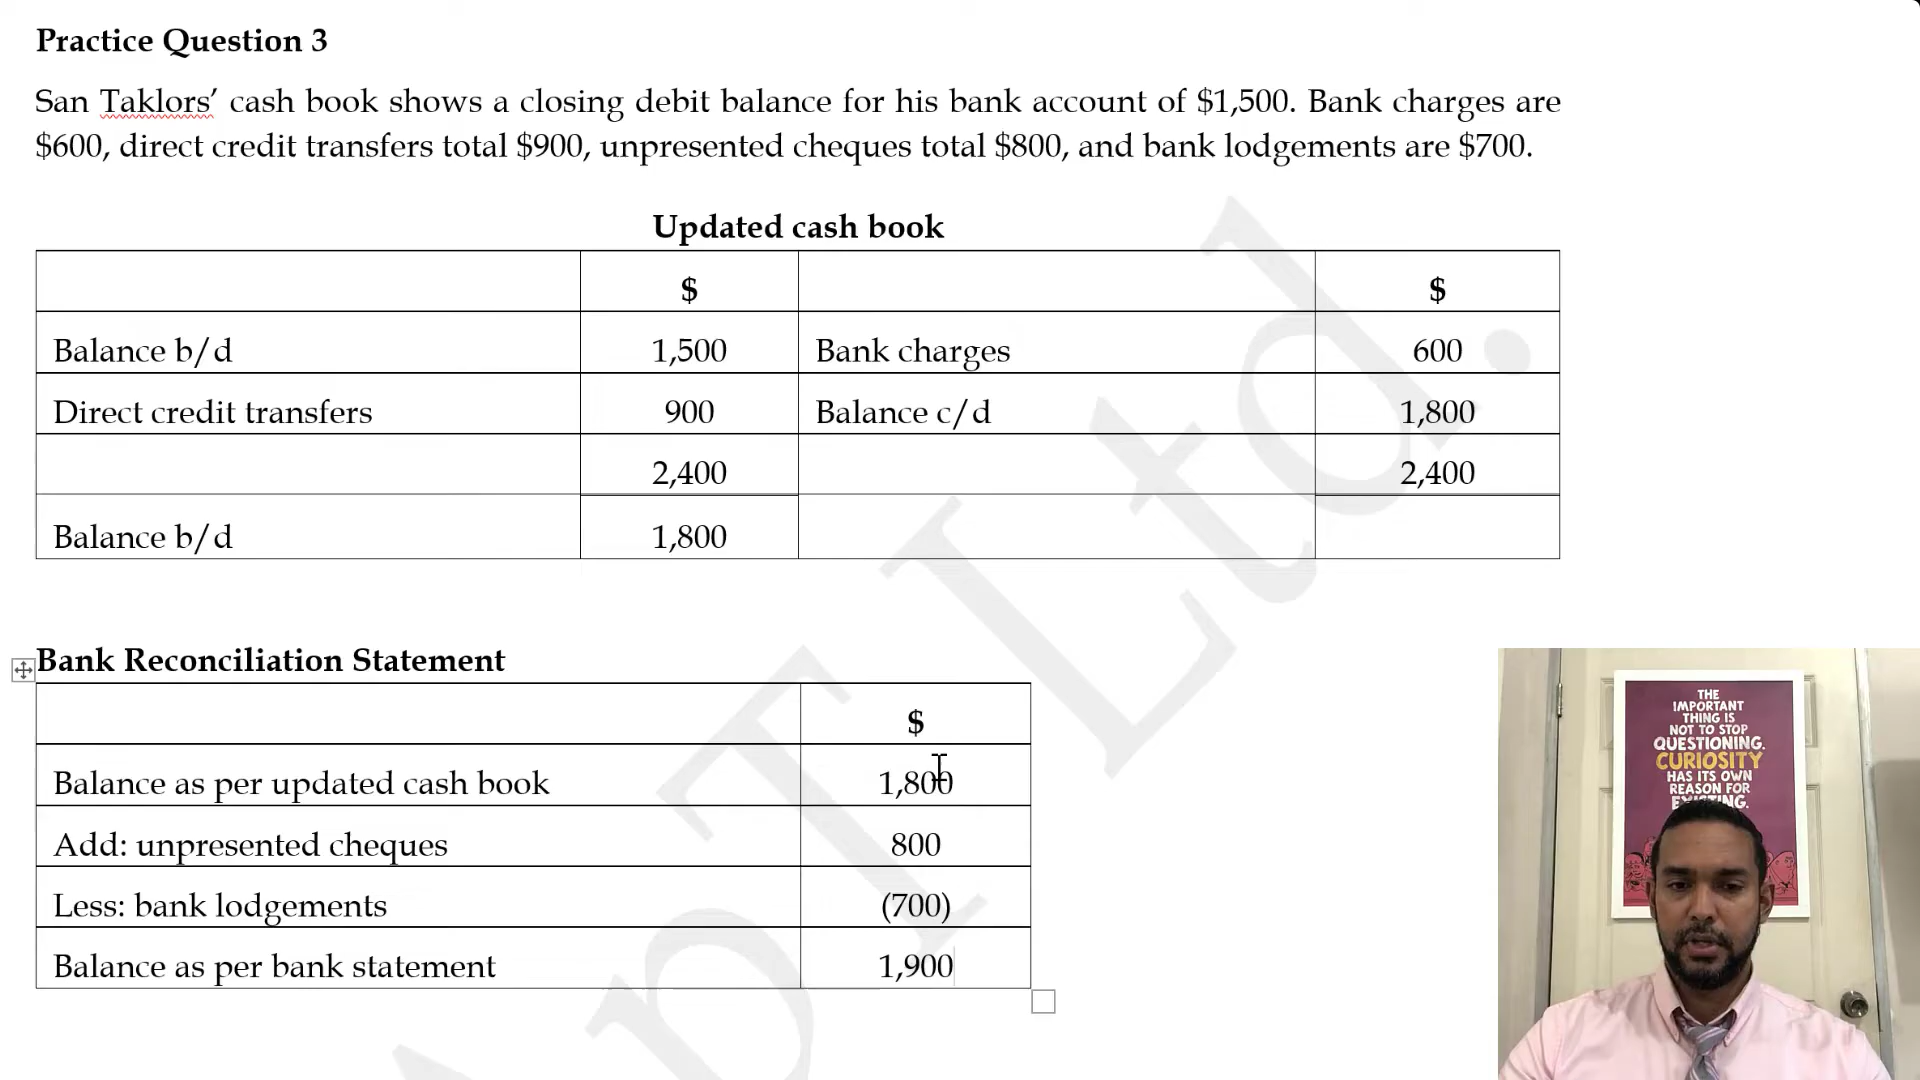 Practice Question 3
San Taklors’ cash book shows a closing debit balance for his bank account of $1,500. Bank charges are
$600, direct credit transfers total $900, unpresented cheques total $800, and bank lodgements are $700.
Updated cash book
$ $
Balance b/d 1,500 Bank charges 600
Direct credit transfers 900 Balance c/d 1,800
2,400 2,400
Balance b/d 1,800
Bank Reconciliation Statement
$
Balance as per updated cash book 1,800
Add: unpresented cheques 800
Less: bank lodgements (700)
Balance as per bank statement 1,900
THE
IMPORTANT
THING IS
NOT TO STOP
QUESTIONING.
CURIOSITY
HAS ITS OWN
REASON FOR
EXISTING.
pT Ltd.